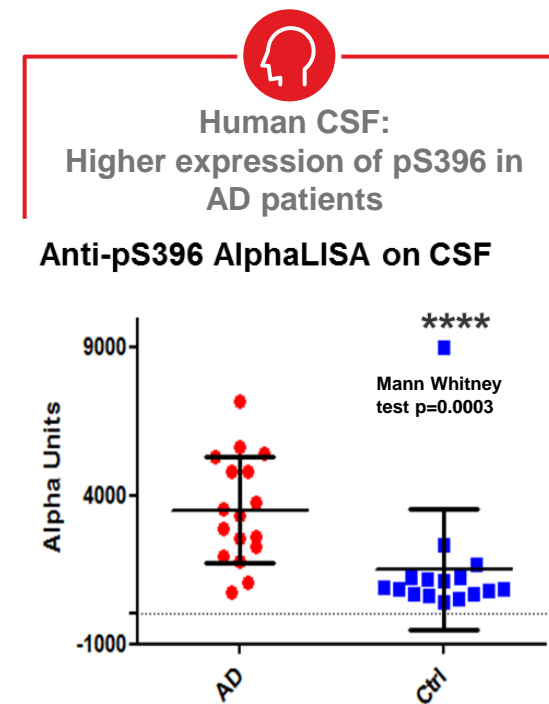 Human CSF:
Higher expression of pS396 in
AD patients
Anti-pS396 AlphaLISA on CSF
****
9000
Mann Whitney
test p=0.0003
Alpha Units
4000
-1000
AD
Ctrl